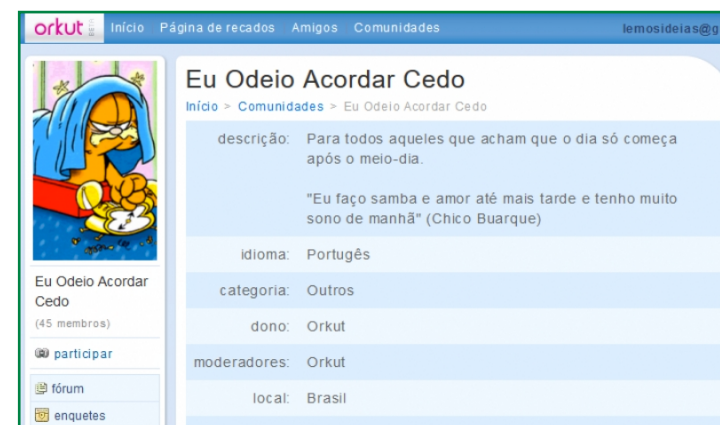 orkut BETA Início Página de recados Amigos Comunidades lemosideias@g
Eu Odeio Acordar Cedo
Início > Comunidades > Eu Odeio Acordar Cedo
descrição: Para todos aqueles que acham que o dia só começa
após o meio-dia.
"Eu faço samba e amor até mais tarde e tenho muito
sono de manhã" (Chico Buarque)
idioma: Portugês
categoria: Outros
dono: Orkut
moderadores: Orkut
local: Brasil
Eu Odeio Acordar
Cedo
(45 membros)
participar
fórum
enquetes